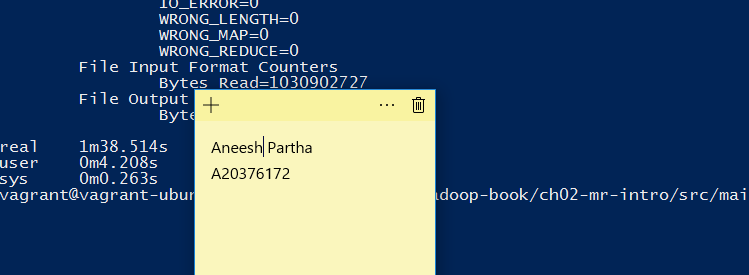 IO_ERROR=0
WRONG_LENGTH=0
WRONG_MAP=0
WRONG_REDUCE=0
File Input Format Counters
Bytes Read=1030902727
File Output
real 1m38.514s
user 0m4.208s
sys 0m0.263s
vagrant@vagrant-ubun adoop-book/ch02-mr-intro/src/mai
Aneesh Partha
A20376172